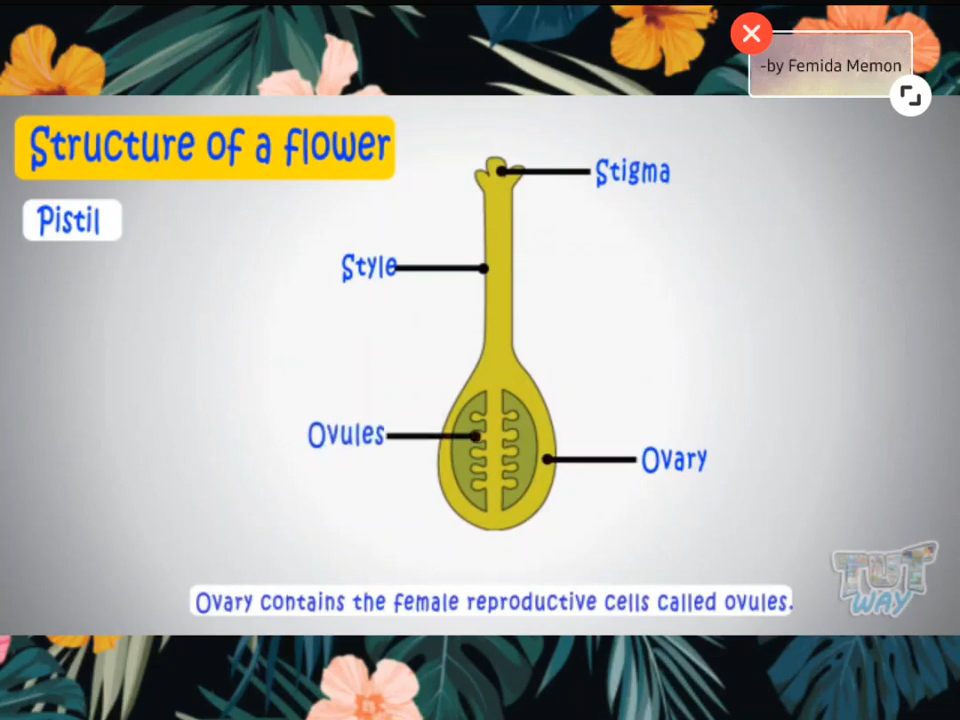 -by Femida Memon
Structure of a flower
Pistil
Stigma
Style
Ovules
Ovary
Ovary contains the female reproductive cells called ovules.
TUT
WAY